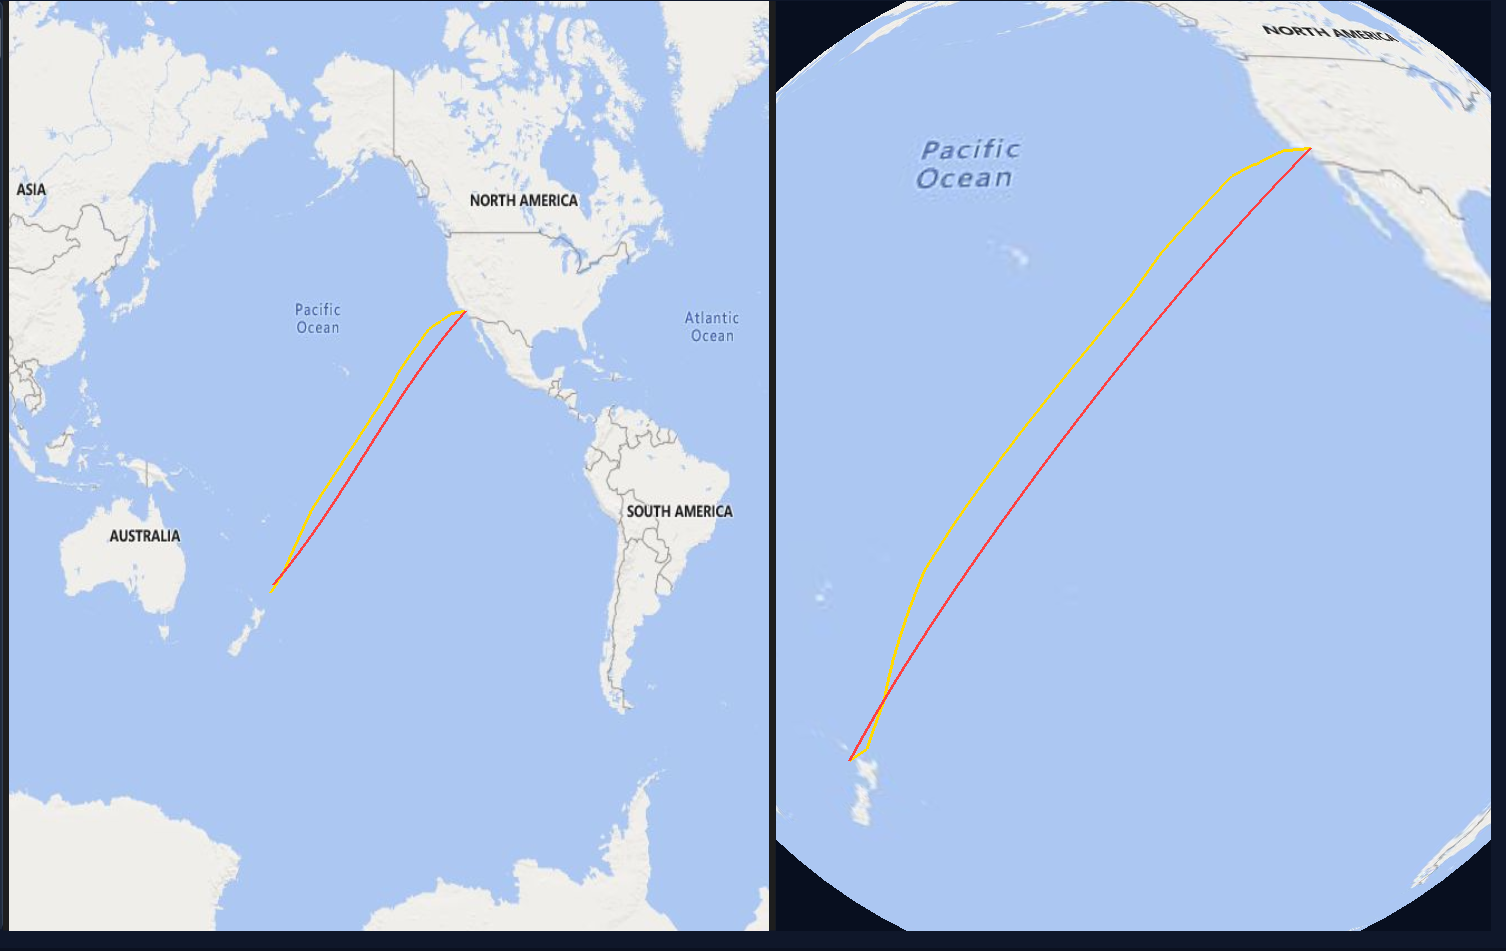 ASIA
NORTH AMERICA
Pacific
Ocean
Atlantic
Ocean
AUSTRALIA
SOUTH AMERICA
NORTH AMERICA
Pacific
Ocean